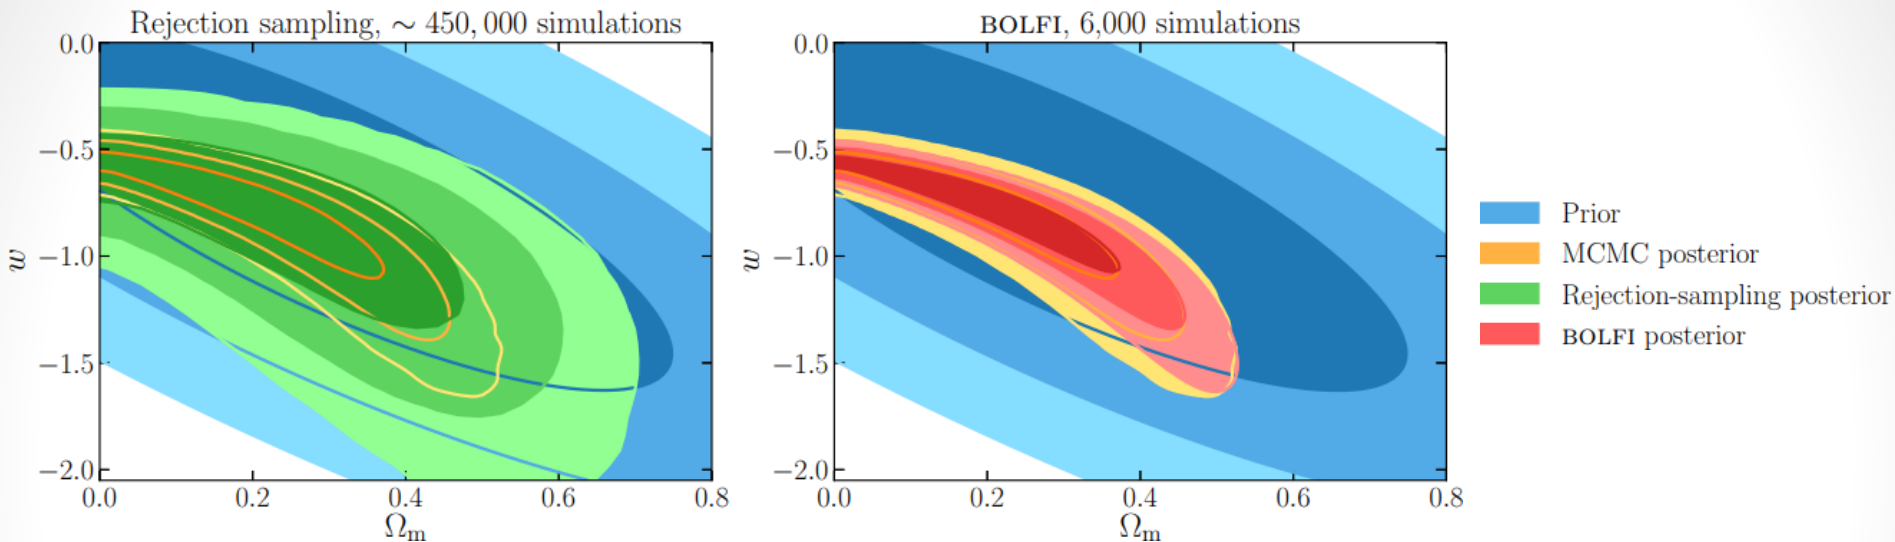 Rejection sampling, ∼ 450, 000 simulations
0.0
−0.5
−1.0
−1.5
−2.0
w
0.0 0.2 0.4 0.6 0.8
Ωm
BOLFI, 6,000 simulations
0.0
−0.5
−1.0
−1.5
−2.0
w
0.0 0.2 0.4 0.6 0.8
Ωm
Prior
MCMC posterior
Rejection-sampling posterior
BOLFI posterior